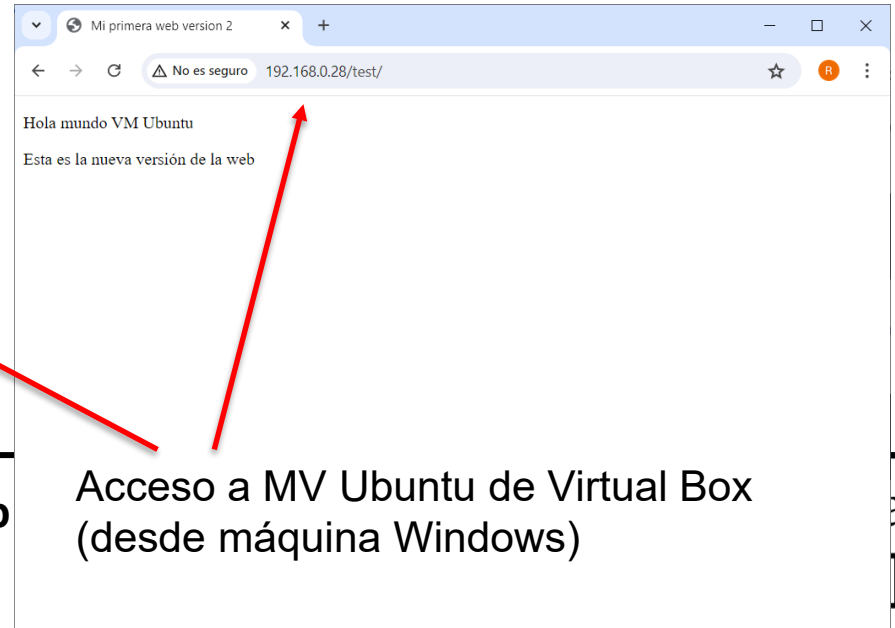 Mi primera web version 2
No es seguro
192.168.0.28/test/
R
Hola mundo VM Ubuntu
Esta es la nueva versión de la web
Acceso a MV Ubuntu de Virtual Box
(desde máquina Windows)